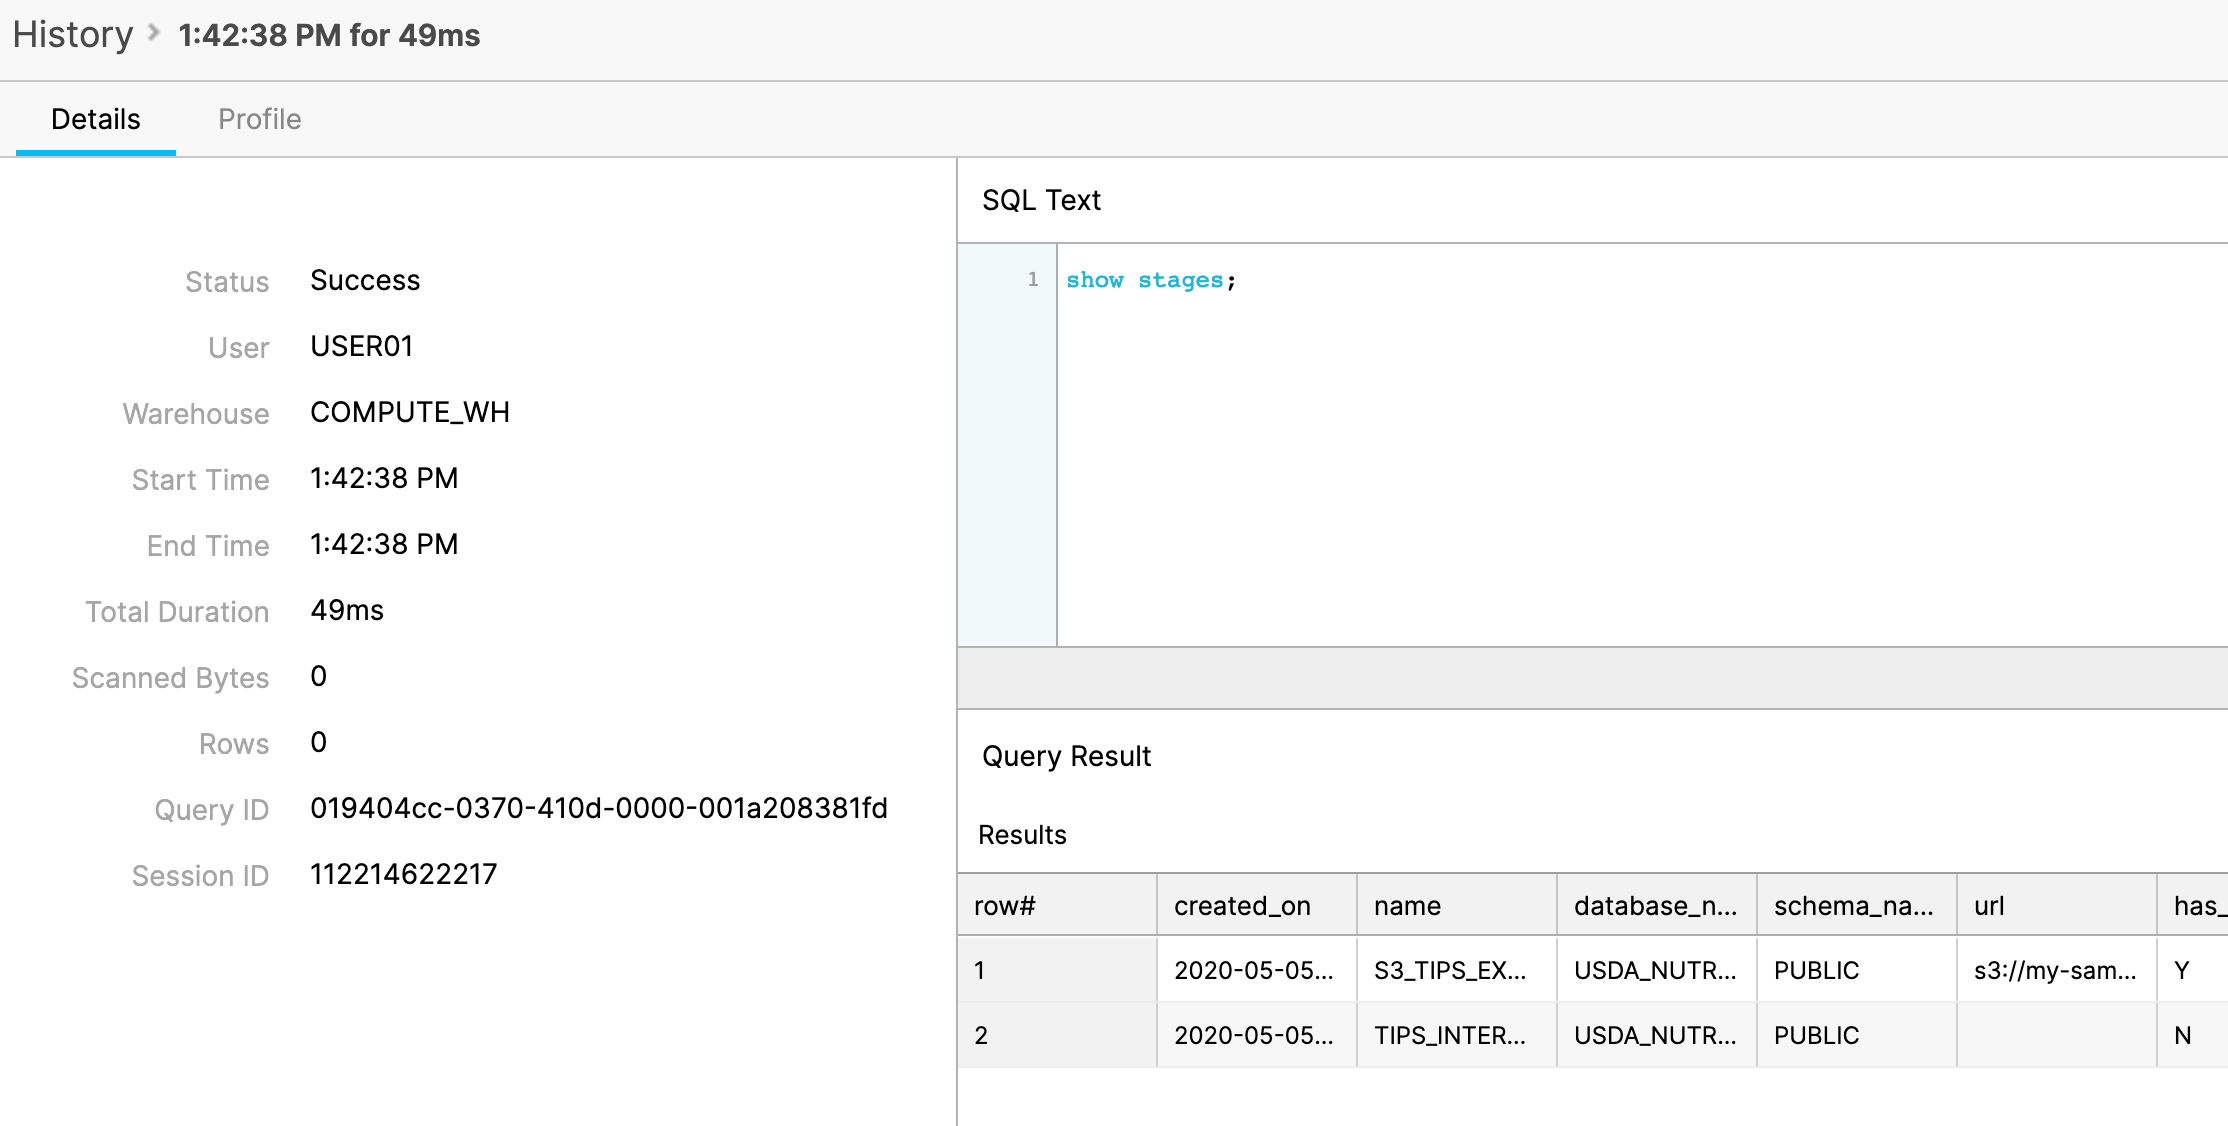 History > 1:42:38 PM for 49ms
Details Profile
Status Success
User USER01
Warehouse COMPUTE_WH
Start Time 1:42:38 PM
End Time 1:42:38 PM
Total Duration 49ms
Scanned Bytes 0
Rows 0
Query ID 019404cc-0370-410d-0000-001a208381fd
Session ID 112214622217
SQL Text
1 show stages;
Query Result
Results
row# created_on name database_n... schema_na... url has_
1 2020-05-05... S3_TIPS_EX... USDA_NUTR... PUBLIC s3://my-sam... Y
2 2020-05-05... TIPS_INTER... USDA_NUTR... PUBLIC N